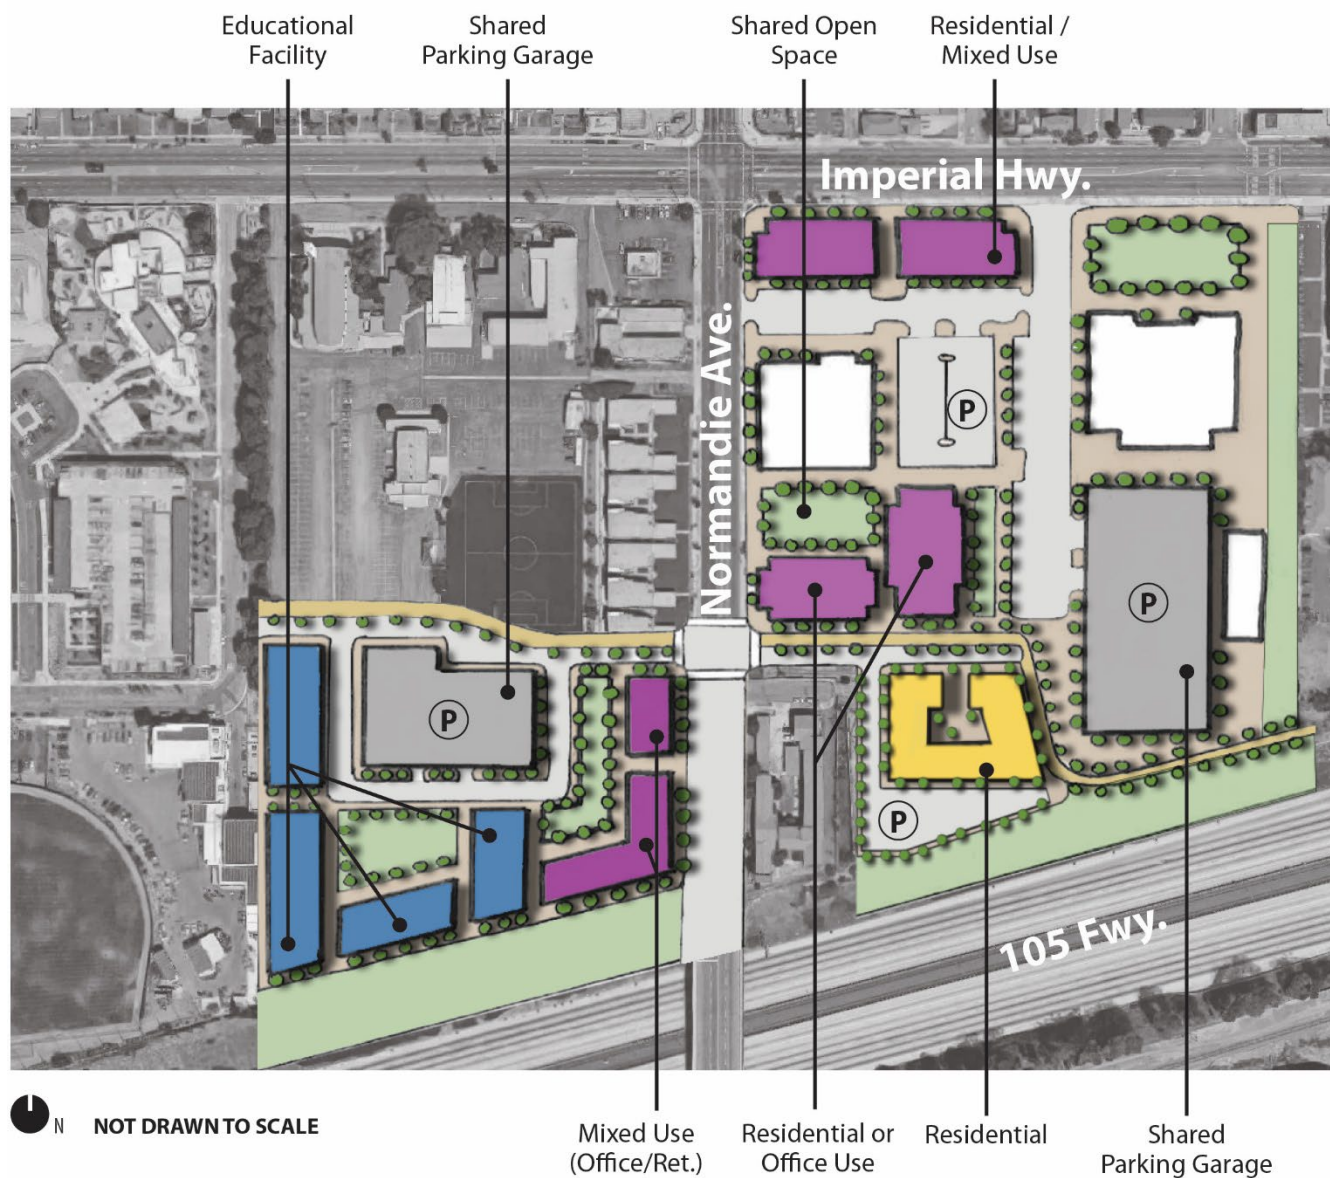 Educational
Facility
Shared
Parking Garage
Shared Open
Space
Residential /
Mixed Use
Imperial Hwy.
Normandie Ave.
P
P
P
P
105 Fwy.
N
NOT DRAWN TO SCALE
Mixed Use
(Office/Ret.)
Residential or
Office Use
Residential
Shared
Parking Garage